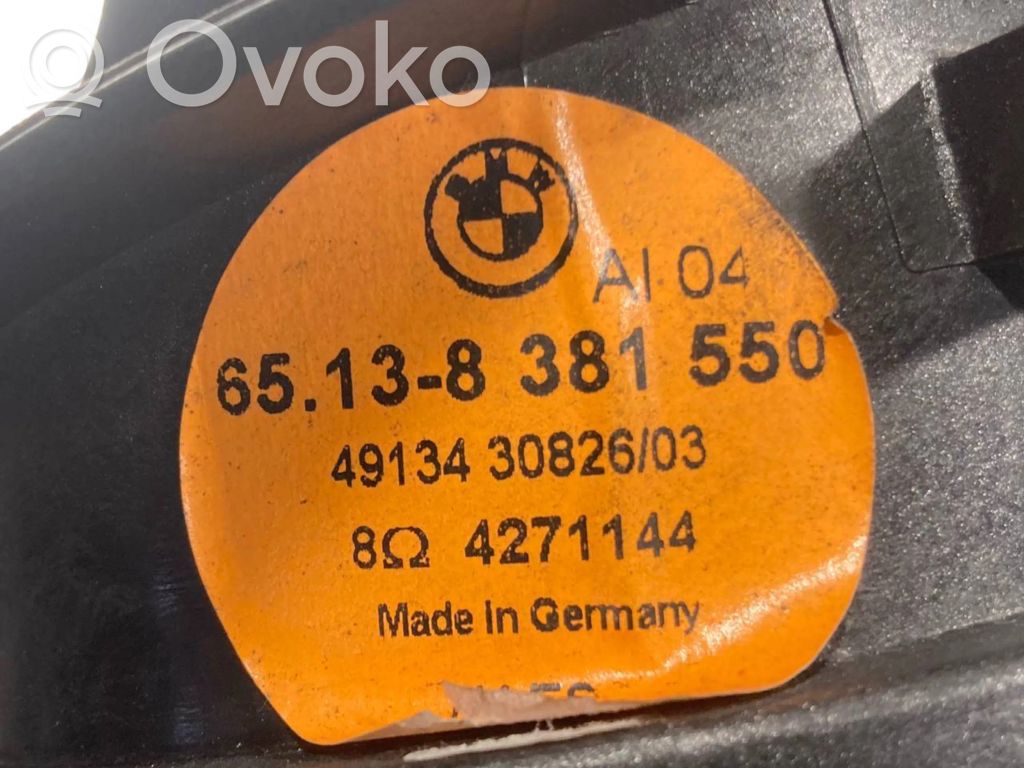 Ovoko
AI 04
65.13-8 381 550
49134 30826/03
8Ω 4271144
Made In Germany